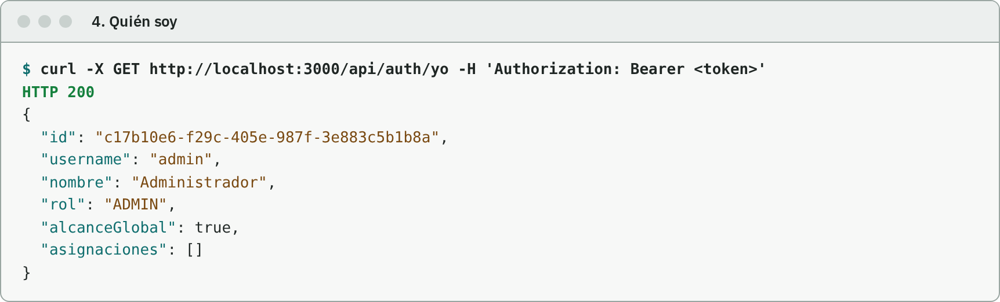 4. Quién soy
$ curl -X GET http://localhost:3000/api/auth/yo -H 'Authorization: Bearer <token>'
HTTP 200
{
  "id": "c17b10e6-f29c-405e-987f-3e883c5b1b8a",
  "username": "admin",
  "nombre": "Administrador",
  "rol": "ADMIN",
  "alcanceGlobal": true,
  "asignaciones": []
}